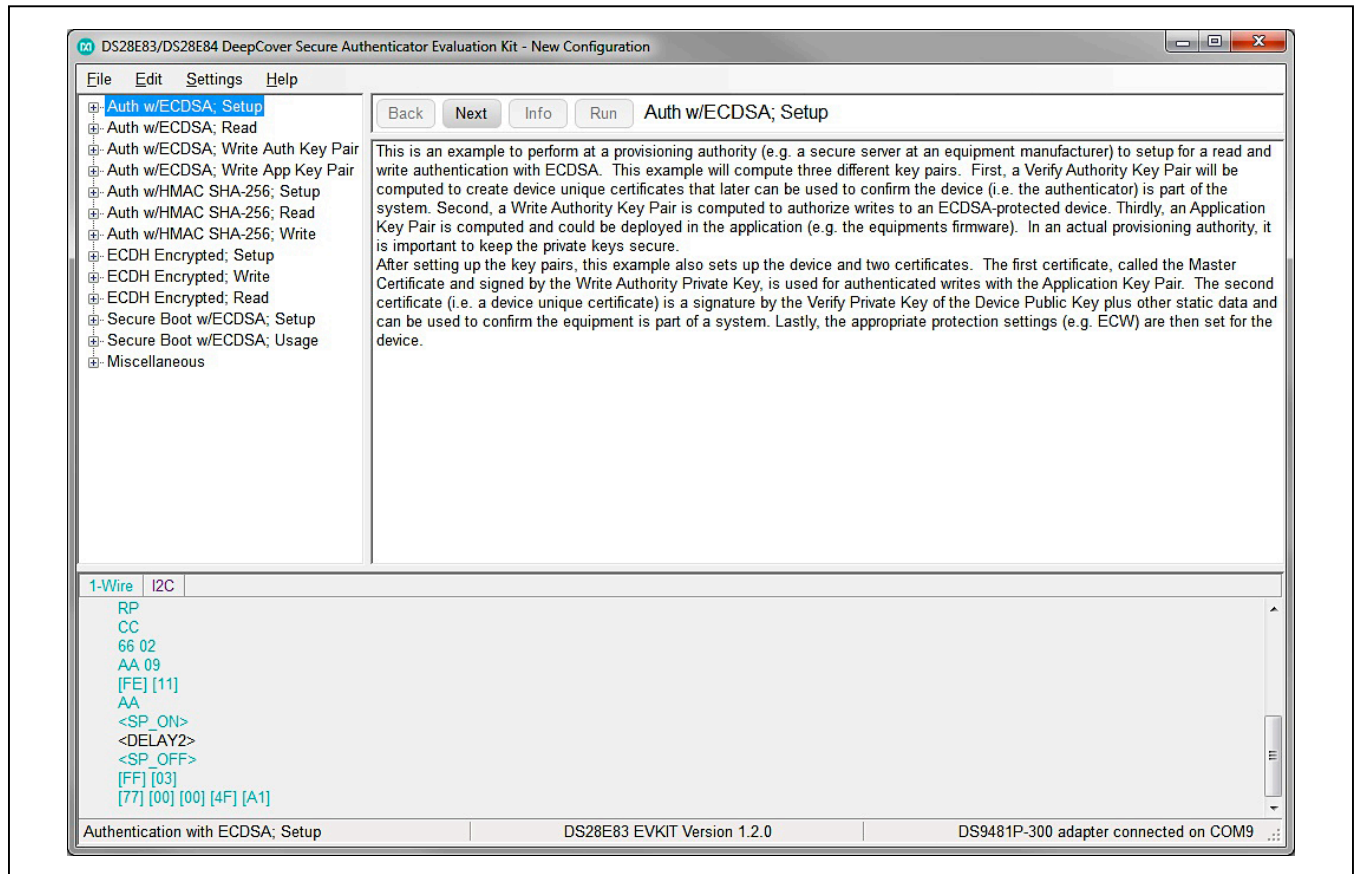 DS28E83/DS28E84 DeepCover Secure Authenticator Evaluation Kit - New Configuration
File Edit Settings Help
Auth w/ECDSA; Setup
Auth w/ECDSA; Read
Auth w/ECDSA; Write Auth Key Pair
Auth w/ECDSA; Write App Key Pair
Auth w/HMAC SHA-256; Setup
Auth w/HMAC SHA-256; Read
Auth w/HMAC SHA-256; Write
ECDH Encrypted; Setup
ECDH Encrypted; Write
ECDH Encrypted; Read
Secure Boot w/ECDSA; Setup
Secure Boot w/ECDSA; Usage
Miscellaneous
Back Next Info Run Auth w/ECDSA; Setup
This is an example to perform at a provisioning authority (e.g. a secure server at an equipment manufacturer) to setup for a read and
write authentication with ECDSA. This example will compute three different key pairs. First, a Verify Authority Key Pair will be
computed to create device unique certificates that later can be used to confirm the device (i.e. the authenticator) is part of the
system. Second, a Write Authority Key Pair is computed to authorize writes to an ECDSA-protected device. Thirdly, an Application
Key Pair is computed and could be deployed in the application (e.g. the equipments firmware). In an actual provisioning authority, it
is important to keep the private keys secure.
After setting up the key pairs, this example also sets up the device and two certificates. The first certificate, called the Master
Certificate and signed by the Write Authority Private Key, is used for authenticated writes with the Application Key Pair. The second
certificate (i.e. a device unique certificate) is a signature by the Verify Private Key of the Device Public Key plus other static data and
can be used to confirm the equipment is part of a system. Lastly, the appropriate protection settings (e.g. ECW) are then set for the
device.
1-Wire I2C
RP
CC
66 02
AA 09
[FE] [11]
AA
<SP_ON>
<DELAY2>
<SP_OFF>
[FF] [03]
[77] [00] [00] [4F] [A1]
Authentication with ECDSA; Setup DS28E83 EVKIT Version 1.2.0 DS9481P-300 adapter connected on COM9